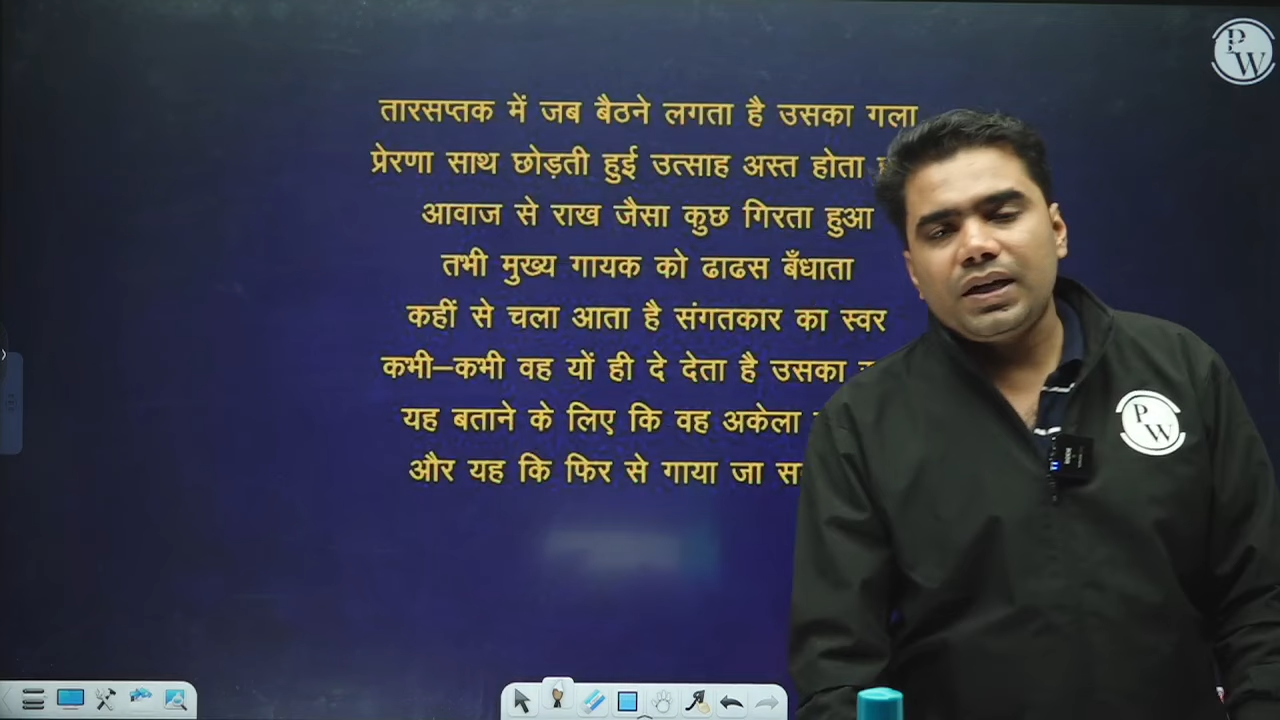 तारसप्तक में जब बैठने लगता है उसका गला
प्रेरणा साथ छोड़ती हुई उत्साह अस्त होता
आवाज से राख जैसा कुछ गिरता हुआ
तभी मुख्य गायक को ढाढस बँधाता
कहीं से चला आता है संगतकार का स्वर
कभी–कभी वह यों ही दे देता है उसका
यह बताने के लिए कि वह अकेला
और यह कि फिर से गाया जा
PW
PW